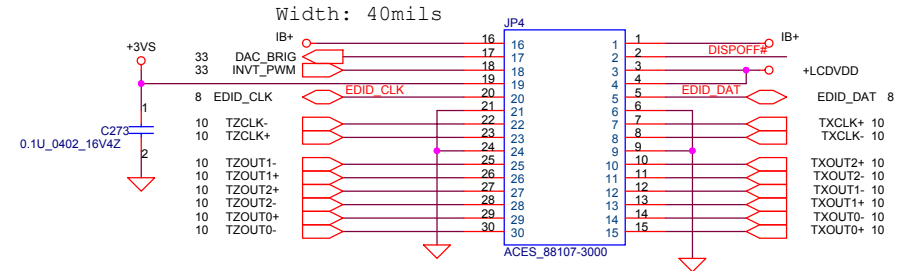 Width: 40mils
JP4
IB+ 16 16 1 1 IB+
+3VS 33 DAC_BRIG 17 17 2 2 DISPOFF#
33 INVT_PWM 18 18 3 3 +LCDVDD
19 19 4 4
8 EDID_CLK EDID_CLK 20 20 5 5 EDID_DAT EDID_DAT 8
1 21 21 6 6
10 TZCLK- 22 22 7 7 TXCLK+ 10
C273 10 TZCLK+ 23 23 8 8 TXCLK- 10
0.1U_0402_16V4Z 24 24 9 9
2 10 TZOUT1- 25 25 10 10 TXOUT2+ 10
10 TZOUT1+ 26 26 11 11 TXOUT2- 10
10 TZOUT2+ 27 27 12 12 TXOUT1- 10
10 TZOUT2- 28 28 13 13 TXOUT1+ 10
10 TZOUT0+ 29 29 14 14 TXOUT0- 10
10 TZOUT0- 30 30 15 15 TXOUT0+ 10
ACES_88107-3000